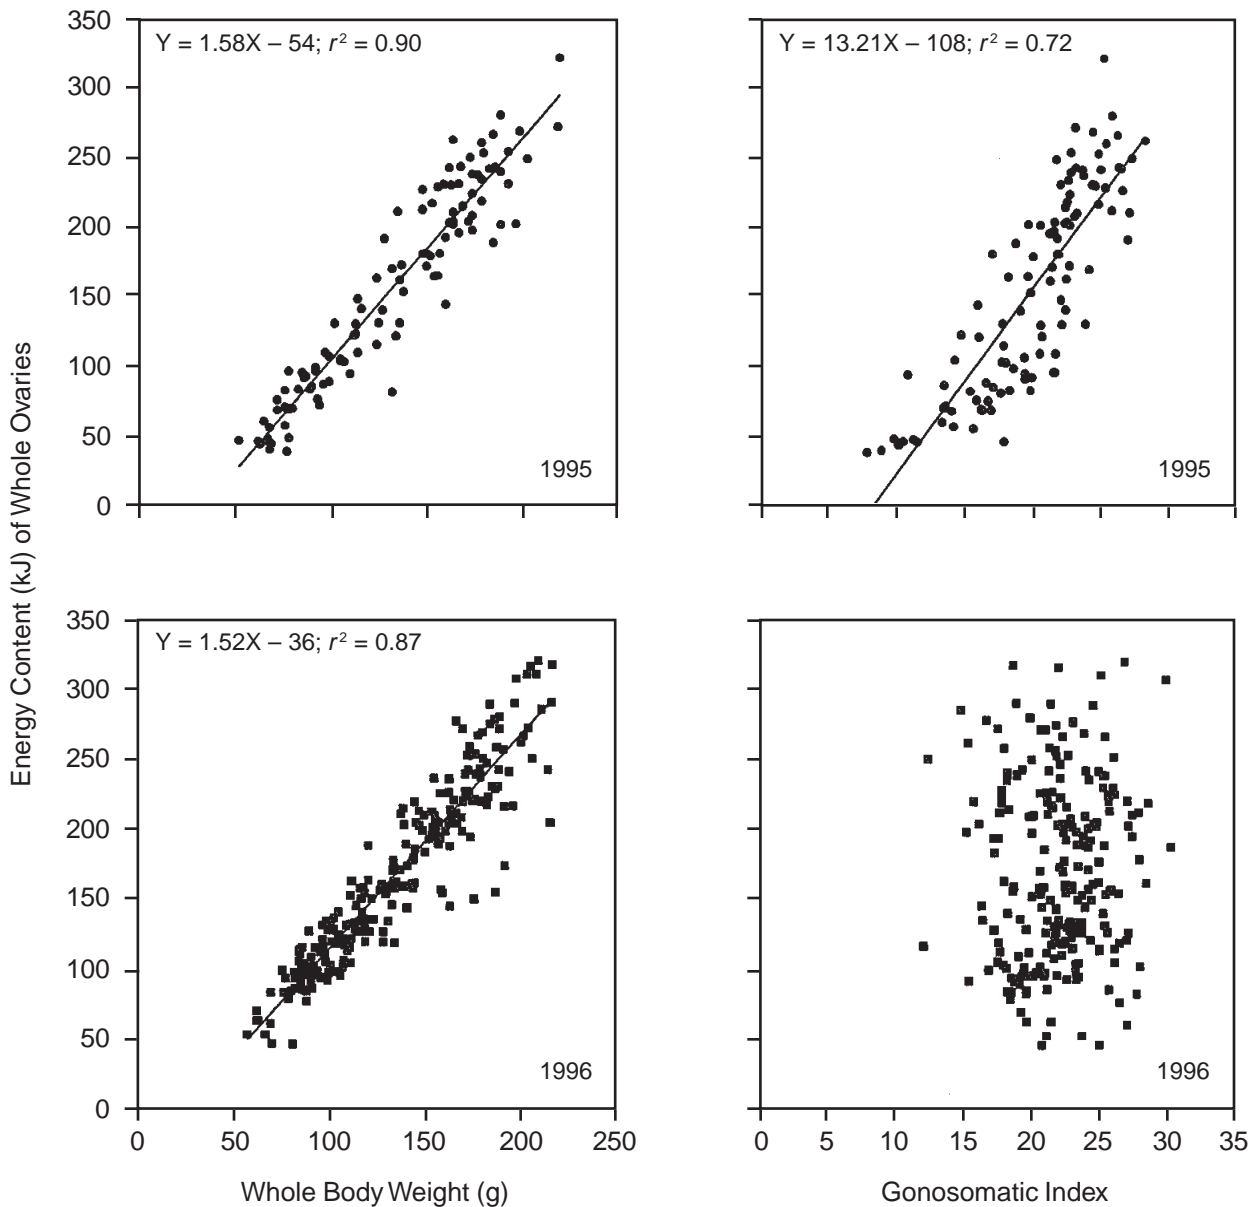 Energy Content (kJ) of Whole Ovaries
Y = 1.58X – 54; r² = 0.90
350
300
250
200
150
100
50
0
1995
Y = 13.21X – 108; r² = 0.72
1995
Y = 1.52X – 36; r² = 0.87
350
300
250
200
150
100
50
0
1996
0 50 100 150 200 250
Whole Body Weight (g)
1996
0 5 10 15 20 25 30 35
Gonosomatic Index